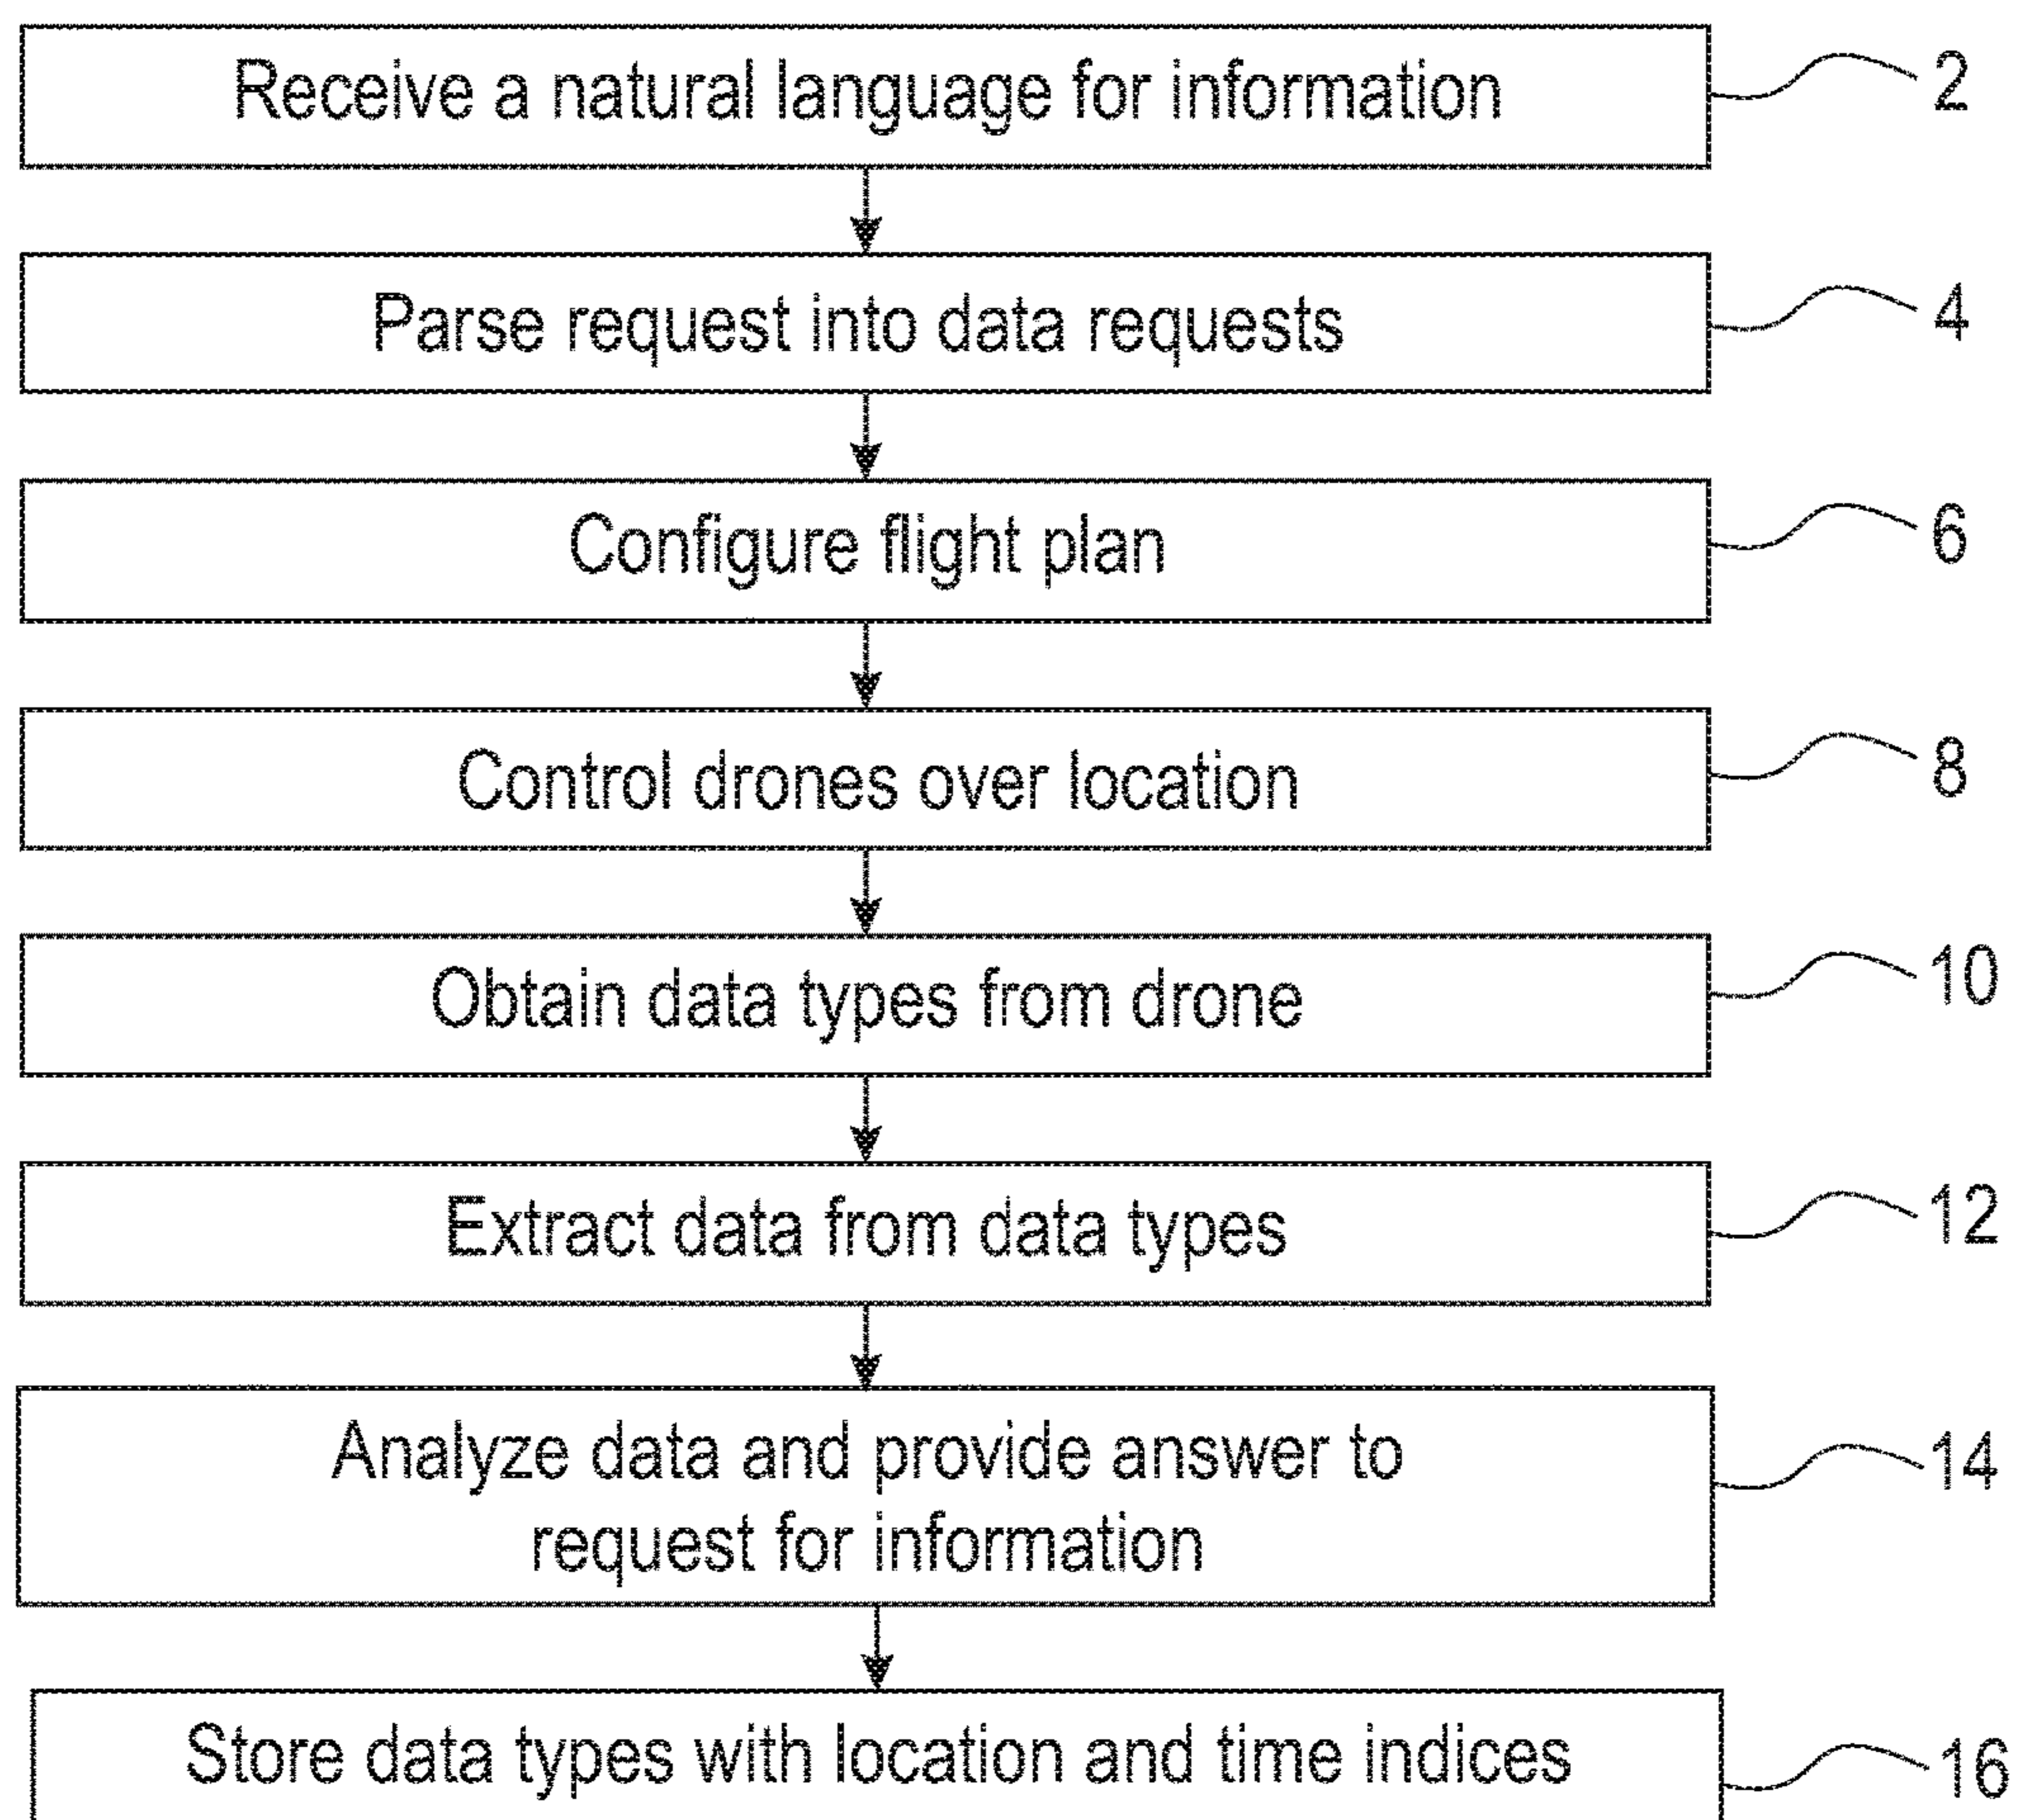 Receive a natural language for information
2
Parse request into data requests
4
Configure flight plan
6
Control drones over location
8
Obtain data types from drone
10
Extract data from data types
12
Analyze data and provide answer to
request for information
14
Store data types with location and time indices
16